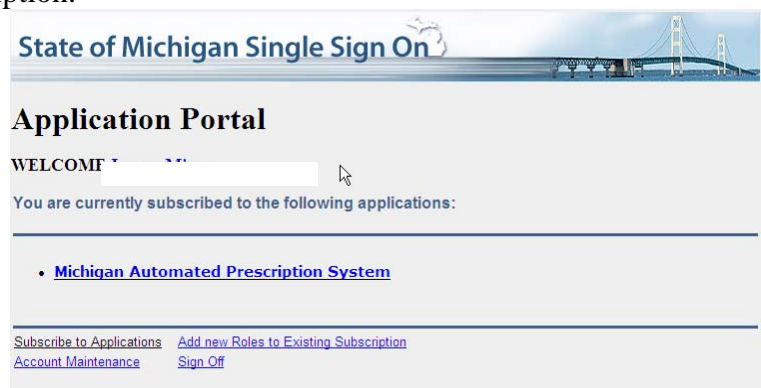 ption.
State of Michigan Single Sign On
Application Portal
WELCOME
You are currently subscribed to the following applications:
• Michigan Automated Prescription System
Subscribe to Applications Add new Roles to Existing Subscription
Account Maintenance Sign Off